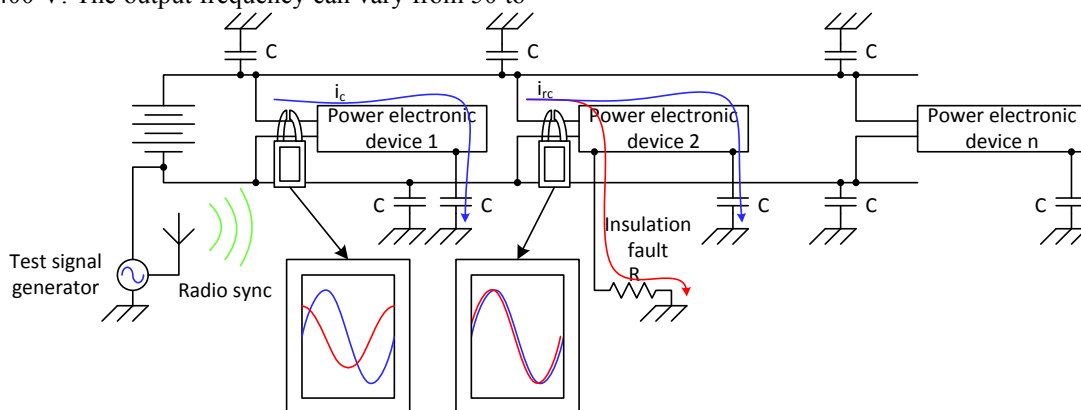 400 V. The output frequency can vary from 50 to
C
C
C
i_c
i_rc
Power electronic
device 1
Power electronic
device 2
Power electronic
device n
C
C
C
C
C
Insulation
fault
R
Test signal
generator
Radio sync